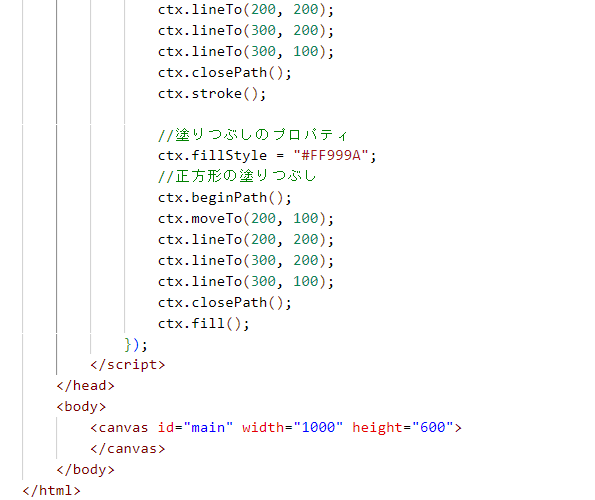 ctx.lineTo(200, 200);
ctx.lineTo(300, 200);
ctx.lineTo(300, 100);
ctx.closePath();
ctx.stroke();
//塗りつぶしのプロパティ
ctx.fillStyle = "#FF999A";
//正方形の塗りつぶし
ctx.beginPath();
ctx.moveTo(200, 100);
ctx.lineTo(200, 200);
ctx.lineTo(300, 200);
ctx.lineTo(300, 100);
ctx.closePath();
ctx.fill();
});
</script>
</head>
<body>
<canvas id="main" width="1000" height="600">
</canvas>
</body>
</html>